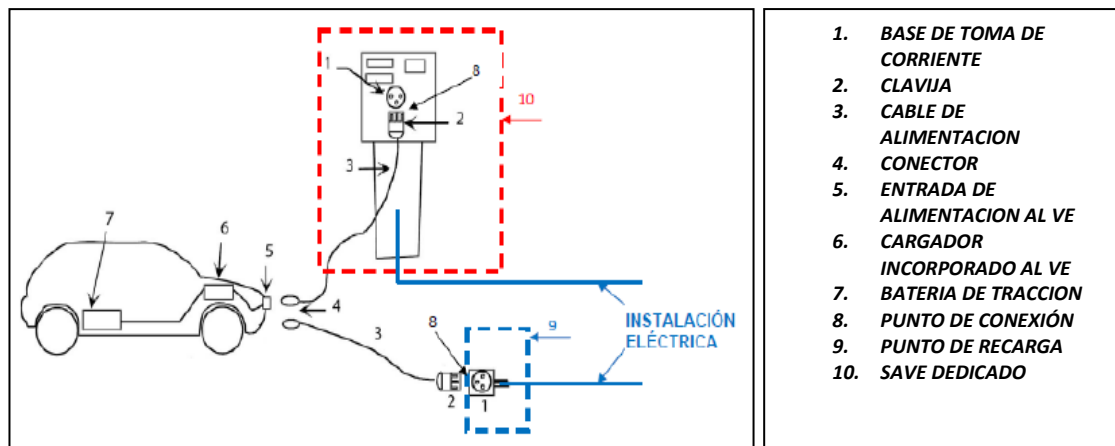 1
8
10
2
3
7
6
5
4
INSTALACIÓN
ELÉCTRICA
3
8
9
2
1
1. BASE DE TOMA DE
CORRIENTE
2. CLAVIJA
3. CABLE DE
ALIMENTACION
4. CONECTOR
5. ENTRADA DE
ALIMENTACION AL VE
6. CARGADOR
INCORPORADO AL VE
7. BATERIA DE TRACCION
8. PUNTO DE CONEXIÓN
9. PUNTO DE RECARGA
10. SAVE DEDICADO